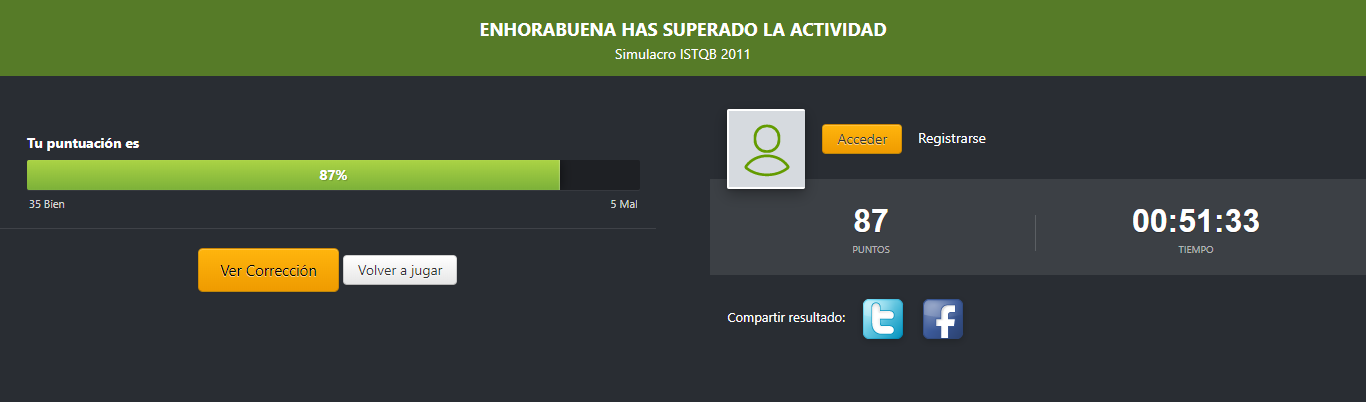 ENHORABUENA HAS SUPERADO LA ACTIVIDAD
Simulacro ISTQB 2011
Tu puntuación es
87%
35 Bien
5 Mal
Ver Corrección
Volver a jugar
Acceder
Registrarse
87
PUNTOS
00:51:33
TIEMPO
Compartir resultado: